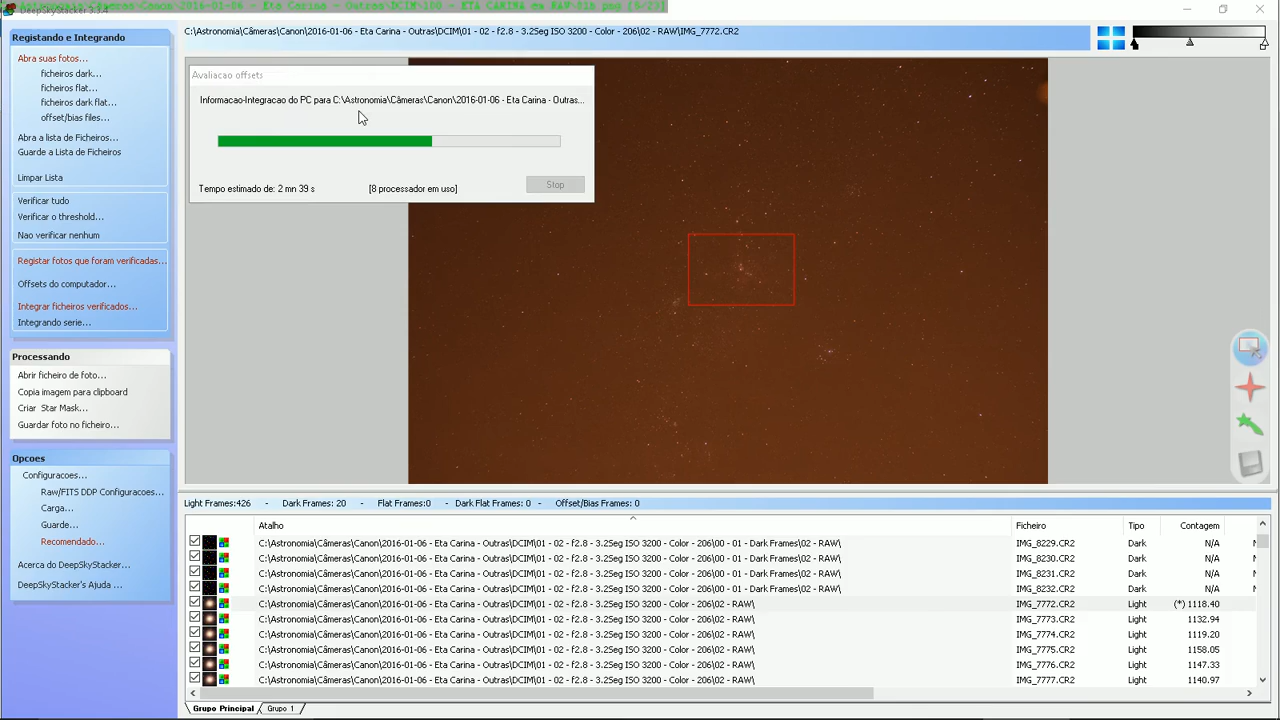 DeepSkyStacker 3.3.4
C:\Astronomia\Câmeras\Canon\2016-01-06 - Eta Carina - Outras\DCIM\01 - 02 - f2.8 - 3.2Seg ISO 3200 - Color - 206\02 - RAW\IMG_7772.CR2
Registando e Integrando
Abra suas fotos...
ficheiros dark...
ficheiros flat...
ficheiros dark flat...
offset/bias files...
Abra a lista de Ficheiros...
Guarde a Lista de Ficheiros
Limpar Lista
Verificar tudo
Verificar o threshold...
Nao verificar nenhum
Registar fotos que foram verificadas...
Offsets do computador...
Integrar ficheiros verificados...
Integrando serie...
Processando
Abrir ficheiro de foto...
Copia imagem para clipboard
Criar Star Mask...
Guardar foto no ficheiro...
Opcoes
Configuracoes...
Raw/FITS DDP Configuracoes...
Carga...
Guarde...
Recomendado...
Acerca do DeepSkyStacker...
DeepSkyStacker's Ajuda ...
Avaliacao offsets
Informacao-Integracao do PC para C:\Astronomia\Câmeras\Canon\2016-01-06 - Eta Carina - Outras...
Tempo estimado de: 2 mn 39 s [8 processador em uso] Stop
Light Frames:426 - Dark Frames: 20 - Flat Frames:0 - Dark Flat Frames: 0 - Offset/Bias Frames: 0
Atalho Ficheiro Tipo Contagem
C:\Astronomia\Câmeras\Canon\2016-01-06 - Eta Carina - Outras\DCIM\01 - 02 - f2.8 - 3.2Seg ISO 3200 - Color - 206\00 - 01 - Dark Frames\02 - RAW\ IMG_8229.CR2 Dark N/A
C:\Astronomia\Câmeras\Canon\2016-01-06 - Eta Carina - Outras\DCIM\01 - 02 - f2.8 - 3.2Seg ISO 3200 - Color - 206\00 - 01 - Dark Frames\02 - RAW\ IMG_8230.CR2 Dark N/A
C:\Astronomia\Câmeras\Canon\2016-01-06 - Eta Carina - Outras\DCIM\01 - 02 - f2.8 - 3.2Seg ISO 3200 - Color - 206\00 - 01 - Dark Frames\02 - RAW\ IMG_8231.CR2 Dark N/A
C:\Astronomia\Câmeras\Canon\2016-01-06 - Eta Carina - Outras\DCIM\01 - 02 - f2.8 - 3.2Seg ISO 3200 - Color - 206\00 - 01 - Dark Frames\02 - RAW\ IMG_8232.CR2 Dark N/A
C:\Astronomia\Câmeras\Canon\2016-01-06 - Eta Carina - Outras\DCIM\01 - 02 - f2.8 - 3.2Seg ISO 3200 - Color - 206\02 - RAW\ IMG_7772.CR2 Light (*) 1118.40
C:\Astronomia\Câmeras\Canon\2016-01-06 - Eta Carina - Outras\DCIM\01 - 02 - f2.8 - 3.2Seg ISO 3200 - Color - 206\02 - RAW\ IMG_7773.CR2 Light 1132.94
C:\Astronomia\Câmeras\Canon\2016-01-06 - Eta Carina - Outras\DCIM\01 - 02 - f2.8 - 3.2Seg ISO 3200 - Color - 206\02 - RAW\ IMG_7774.CR2 Light 1119.20
C:\Astronomia\Câmeras\Canon\2016-01-06 - Eta Carina - Outras\DCIM\01 - 02 - f2.8 - 3.2Seg ISO 3200 - Color - 206\02 - RAW\ IMG_7775.CR2 Light 1158.05
C:\Astronomia\Câmeras\Canon\2016-01-06 - Eta Carina - Outras\DCIM\01 - 02 - f2.8 - 3.2Seg ISO 3200 - Color - 206\02 - RAW\ IMG_7776.CR2 Light 1147.33
C:\Astronomia\Câmeras\Canon\2016-01-06 - Eta Carina - Outras\DCIM\01 - 02 - f2.8 - 3.2Seg ISO 3200 - Color - 206\02 - RAW\ IMG_7777.CR2 Light 1140.97
Grupo Principal Grupo 1